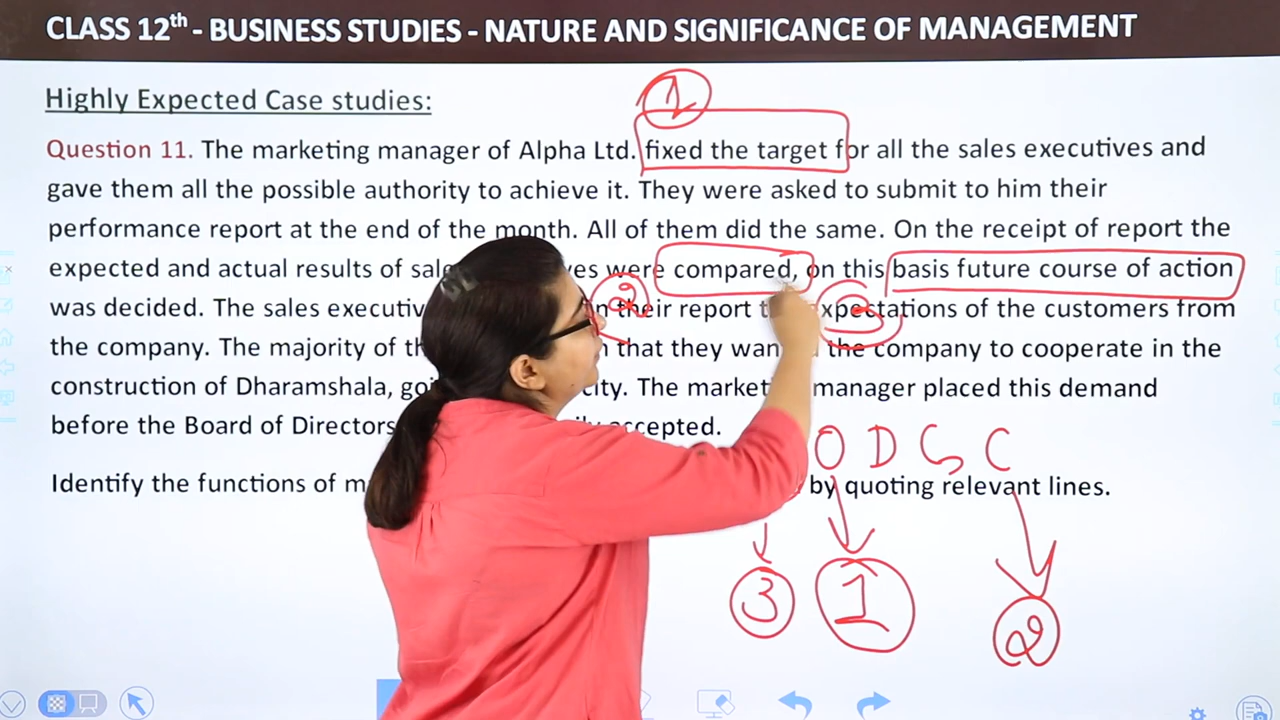 CLASS 12th - BUSINESS STUDIES - NATURE AND SIGNIFICANCE OF MANAGEMENT
Highly Expected Case studies:
1
Question 11. The marketing manager of Alpha Ltd. fixed the target for all the sales executives and
gave them all the possible authority to achieve it. They were asked to submit to him their
performance report at the end of the month. All of them did the same. On the receipt of report the
expected and actual results of were compared, on this basis future course of action
was decided. The sales their report expectations of the customers from
2 3
the company. The majority of that they the company to cooperate in the
construction of Dharamshala, city. The manager placed this demand
before the Board of Directors accepted.
O D C
Identify the functions of by quoting relevant lines.
3 1 2